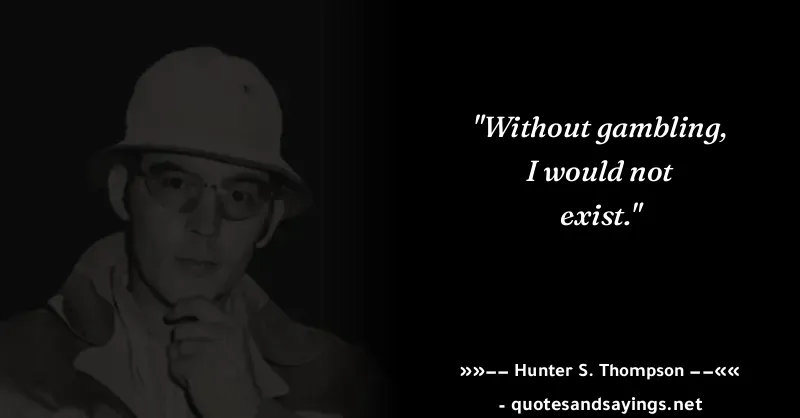 "Without gambling,
I would not
exist."
»»−− Hunter S. Thompson −−««
- quotesandsayings.net